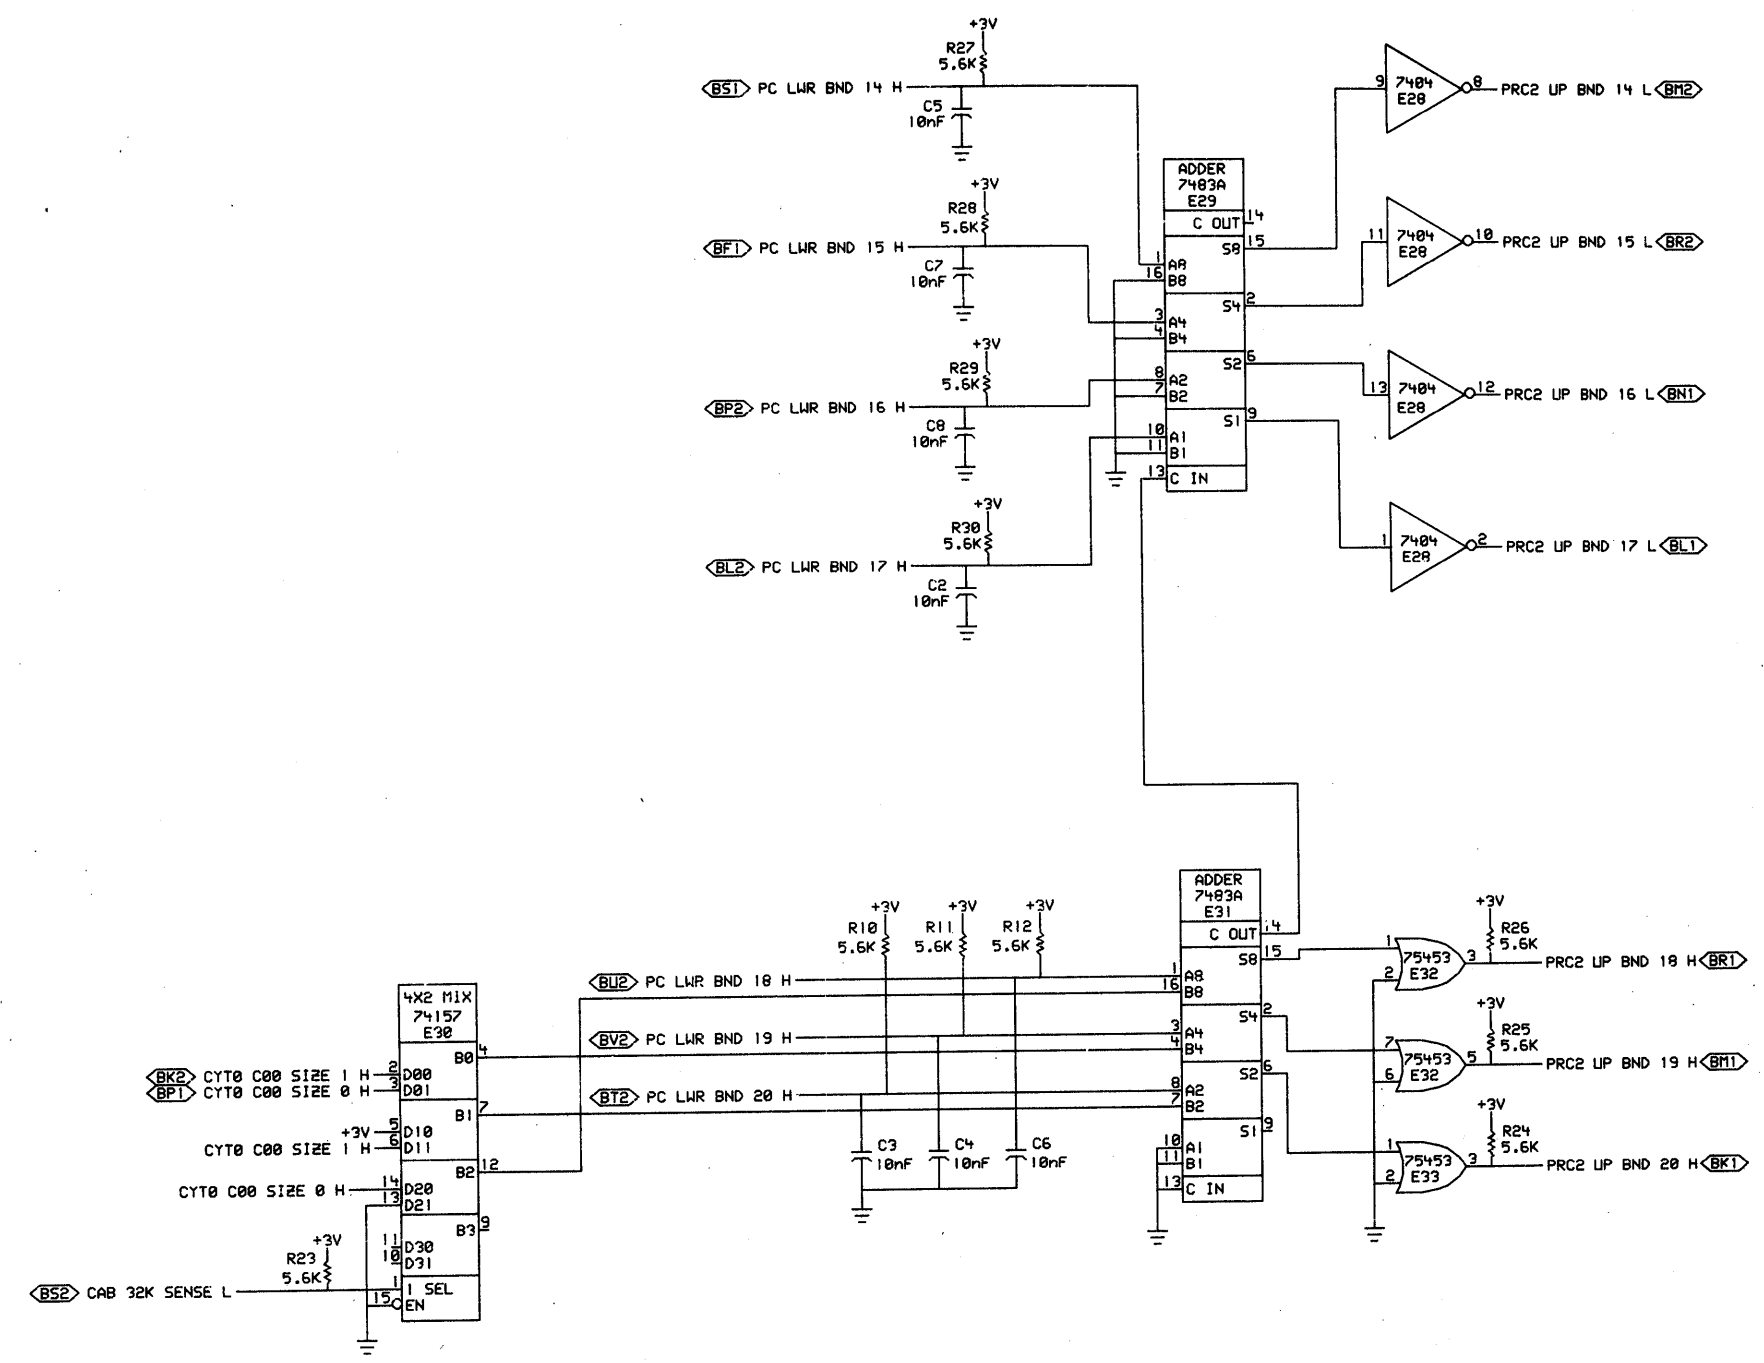 +3V
R27
5.6K
BS1 PC LWR BND 14 H
C5
10nF
9 7404 E28 8 PRC2 UP BND 14 L BM2
+3V
R28
5.6K
BF1 PC LWR BND 15 H
C7
10nF
ADDER
7483A
E29
C OUT 14
S8 15
1 A8
16 B8
S4 2
3 A4
4 B4
S2 6
8 A2
7 B2
S1 9
10 A1
11 B1
13 C IN
11 7404 E28 10 PRC2 UP BND 15 L BR2
+3V
R29
5.6K
BP2 PC LWR BND 16 H
C8
10nF
13 7404 E28 12 PRC2 UP BND 16 L BN1
+3V
R30
5.6K
BL2 PC LWR BND 17 H
C2
10nF
1 7404 E28 2 PRC2 UP BND 17 L BL1
ADDER
7483A
E31
C OUT 14
S8 15
1 A8
16 B8
S4 2
3 A4
4 B4
S2 6
8 A2
7 B2
S1 9
10 A1
11 B1
13 C IN
+3V +3V +3V
R10 R11 R12
5.6K 5.6K 5.6K
BU2 PC LWR BND 18 H
BV2 PC LWR BND 19 H
BT2 PC LWR BND 20 H
C3 C4 C6
10nF 10nF 10nF
+3V
R26
5.6K
1 2 75453 E32 3 PRC2 UP BND 18 H BR1
+3V
R25
5.6K
7 6 75453 E32 5 PRC2 UP BND 19 H BM1
+3V
R24
5.6K
1 2 75453 E33 3 PRC2 UP BND 20 H BK1
4X2 MIX
74157
E30
B0 4
BK2 CYT0 C00 SIZE 1 H 2 D00
BP1 CYT0 C00 SIZE 0 H 3 D01
B1 7
+3V 5 D10
CYT0 C00 SIZE 1 H 6 D11
B2 12
CYT0 C00 SIZE 0 H 14 D20
13 D21
B3 9
11 D30
10 D31
+3V
R23
5.6K
BS2 CAB 32K SENSE L 1 1 SEL
15 EN